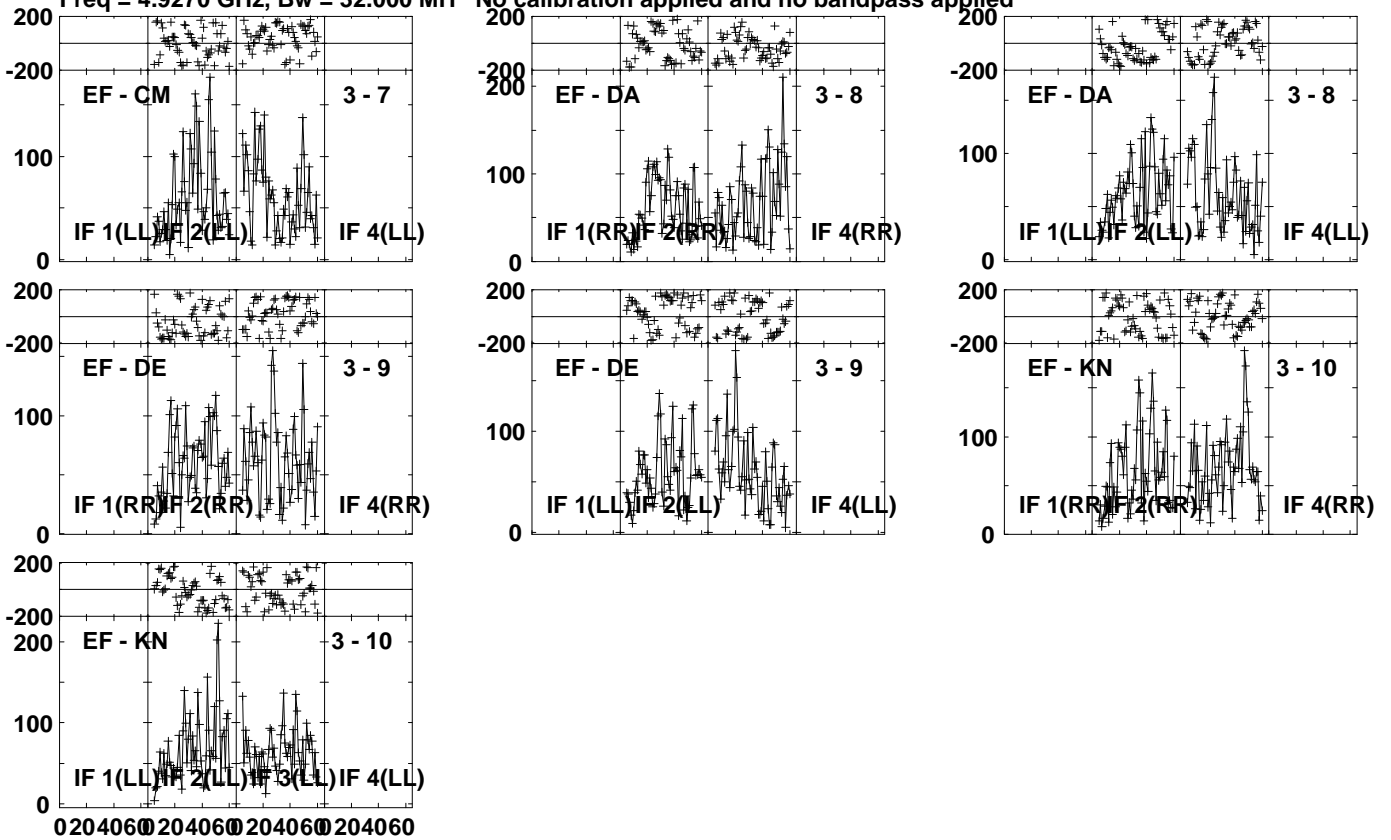 Freq = 4.9270 GHz, Bw = 32.000 MH No calibration applied and no bandpass applied
200
-200
EF - CM
3 - 7
100
0
IF 1(LL)
IF 2(LL)
IF 4(LL)
200
-200
200
EF - DA
3 - 8
100
0
IF 1(RR)
IF 2(RR)
IF 4(RR)
200
-200
EF - DA
3 - 8
100
0
IF 1(LL)
IF 2(LL)
IF 4(LL)
200
-200
EF - DE
3 - 9
100
0
IF 1(RR)
IF 2(RR)
IF 4(RR)
200
-200
EF - DE
3 - 9
100
0
IF 1(LL)
IF 2(LL)
IF 4(LL)
200
-200
EF - KN
3 - 10
100
0
IF 1(RR)
IF 2(RR)
IF 4(RR)
200
-200
200
EF - KN
3 - 10
100
0
IF 1(LL)
IF 2(LL)
IF 3(LL)
IF 4(LL)
0 20 40 60 0 20 40 60 0 20 40 60 0 20 40 60